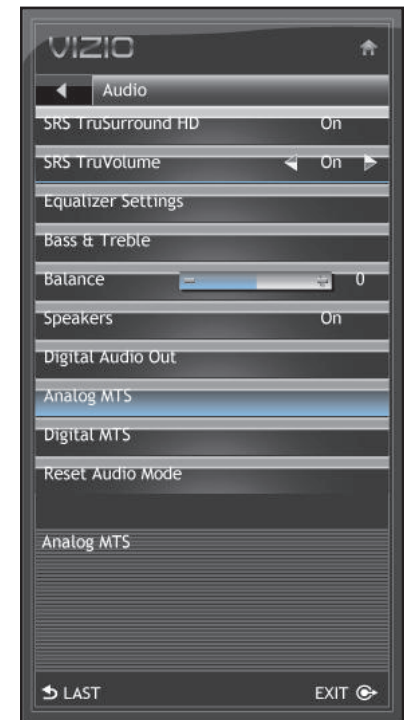 VIZIO
Audio
SRS TruSurround HD On
SRS TruVolume On
Equalizer Settings
Bass & Treble
Balance 0
Speakers On
Digital Audio Out
Analog MTS
Digital MTS
Reset Audio Mode
Analog MTS
LAST EXIT